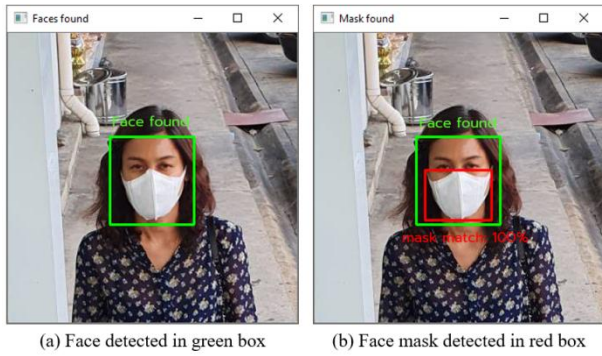 Faces found
Mask found
Face found
Face found
mask match: 100%
(a) Face detected in green box
(b) Face mask detected in red box